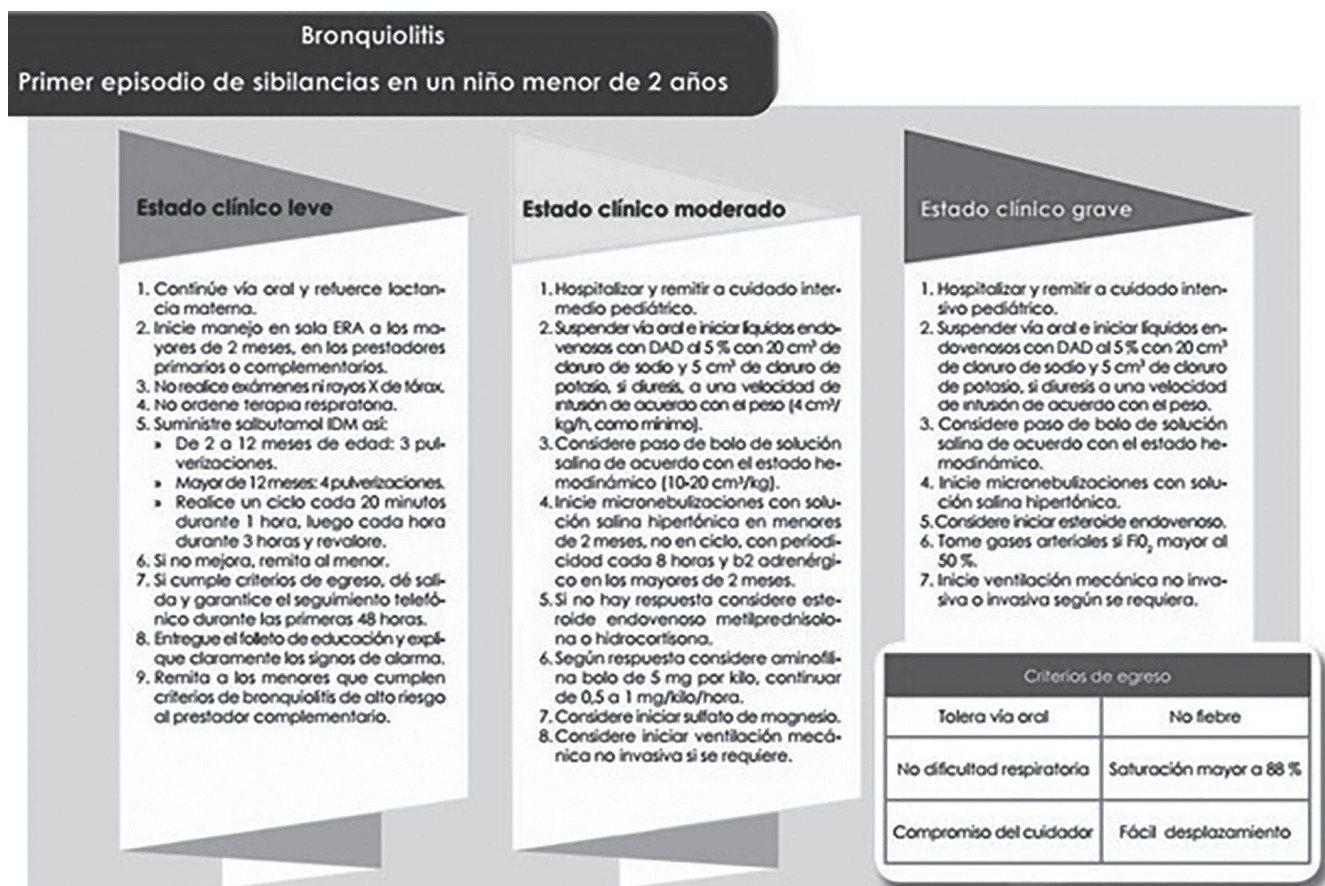 Bronquiolitis
Primer episodio de sibilancias en un niño menor de 2 años
Estado clínico leve
1. Continúe vía oral y refuerce lactan-
cia materna.
2. Inicie manejo en sala ERA a los ma-
yores de 2 meses, en los prestadores
primarios o complementarios.
3. No realice exámenes ni rayos X de tórax.
4. No ordene terapia respiratoria.
5. Suministre salbutamol IDM así:
» De 2 a 12 meses de edad: 3 pul-
verizaciones.
» Mayor de 12 meses: 4 pulverizaciones.
» Realice un ciclo cada 20 minutos
durante 1 hora, luego cada hora
durante 3 horas y revalore.
6. Si no mejora, remita al menor.
7. Si cumple criterios de egreso, dé sali-
da y garantice el seguimiento telefó-
nico durante las primeras 48 horas.
8. Entregue el folleto de educación y expli-
que claramente los signos de alarma.
9. Remita a los menores que cumplen
criterios de bronquiolitis de alto riesgo
al prestador complementario.
Estado clínico moderado
1. Hospitalizar y remitir a cuidado inter-
medio pediátrico.
2. Suspender vía oral e iniciar líquidos endo-
venosos con DAD al 5 % con 20 cm³ de
cloruro de sodio y 5 cm³ de cloruro de
potasio, si diuresis, a una velocidad de
infusión de acuerdo con el peso (4 cm³/
kg/h, como mínimo).
3. Considere paso de bolo de solución
salina de acuerdo con el estado he-
modinámico (10-20 cm³/kg).
4. Inicie micronebulizaciones con solu-
ción salina hipertónica en menores
de 2 meses, no en ciclo, con periodi-
cidad cada 8 horas y b2 adrenérgi-
co en los mayores de 2 meses.
5. Si no hay respuesta considere este-
roide endovenoso metilprednisolo-
na o hidrocortisona.
6. Según respuesta considere aminofili-
na bolo de 5 mg por kilo, continuar
de 0,5 a 1 mg/kilo/hora.
7. Considere iniciar sulfato de magnesio.
8. Considere iniciar ventilación mecá-
nica no invasiva si se requiere.
Estado clínico grave
1. Hospitalizar y remitir a cuidado inten-
sivo pediátrico.
2. Suspender vía oral e iniciar líquidos en-
dovenosos con DAD al 5 % con 20 cm³
de cloruro de sodio y 5 cm³ de cloruro
de potasio, si diuresis a una velocidad
de infusión de acuerdo con el peso.
3. Considere paso de bolo de solución
salina de acuerdo con el estado he-
modinámico.
4. Inicie micronebulizaciones con solu-
ción salina hipertónica.
5. Considere iniciar esteroide endovenoso.
6. Tome gases arteriales si Fi0₂ mayor al
50 %.
7. Inicie ventilación mecánica no inva-
siva o invasiva según se requiera.
Criterios de egreso
Tolera vía oral
No fiebre
No dificultad respiratoria
Saturación mayor a 88 %
Compromiso del cuidador
Fácil desplazamiento